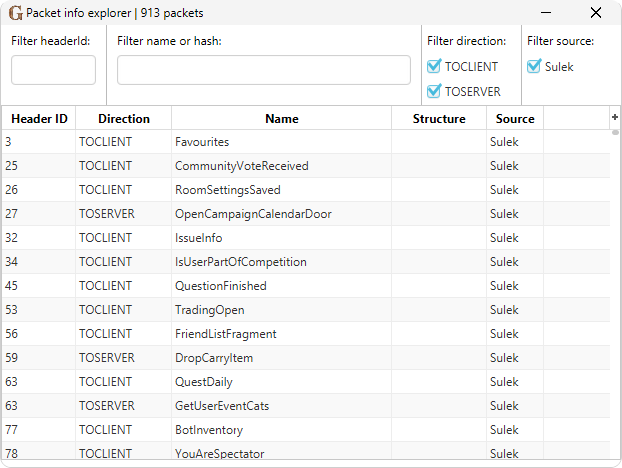 G Packet info explorer | 913 packets
Filter headerId: Filter name or hash: Filter direction: Filter source:
TOCLIENT Sulek
TOSERVER
Header ID Direction Name Structure Source +
3 TOCLIENT Favourites Sulek
25 TOCLIENT CommunityVoteReceived Sulek
26 TOCLIENT RoomSettingsSaved Sulek
27 TOSERVER OpenCampaignCalendarDoor Sulek
32 TOCLIENT IssueInfo Sulek
34 TOCLIENT IsUserPartOfCompetition Sulek
45 TOCLIENT QuestionFinished Sulek
53 TOCLIENT TradingOpen Sulek
56 TOCLIENT FriendListFragment Sulek
59 TOSERVER DropCarryItem Sulek
63 TOCLIENT QuestDaily Sulek
63 TOSERVER GetUserEventCats Sulek
77 TOCLIENT BotInventory Sulek
78 TOCLIENT YouAreSpectator Sulek